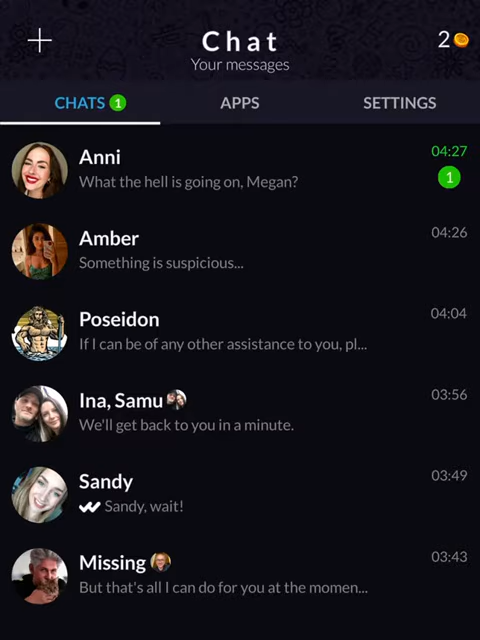 Chat
2
Your messages
CHATS 1
APPS
SETTINGS
Anni
04:27
What the hell is going on, Megan?
1
Amber
04:26
Something is suspicious...
Poseidon
04:04
If I can be of any other assistance to you, pl...
Ina, Samu
03:56
We'll get back to you in a minute.
Sandy
03:49
Sandy, wait!
Missing
03:43
But that's all I can do for you at the momen...